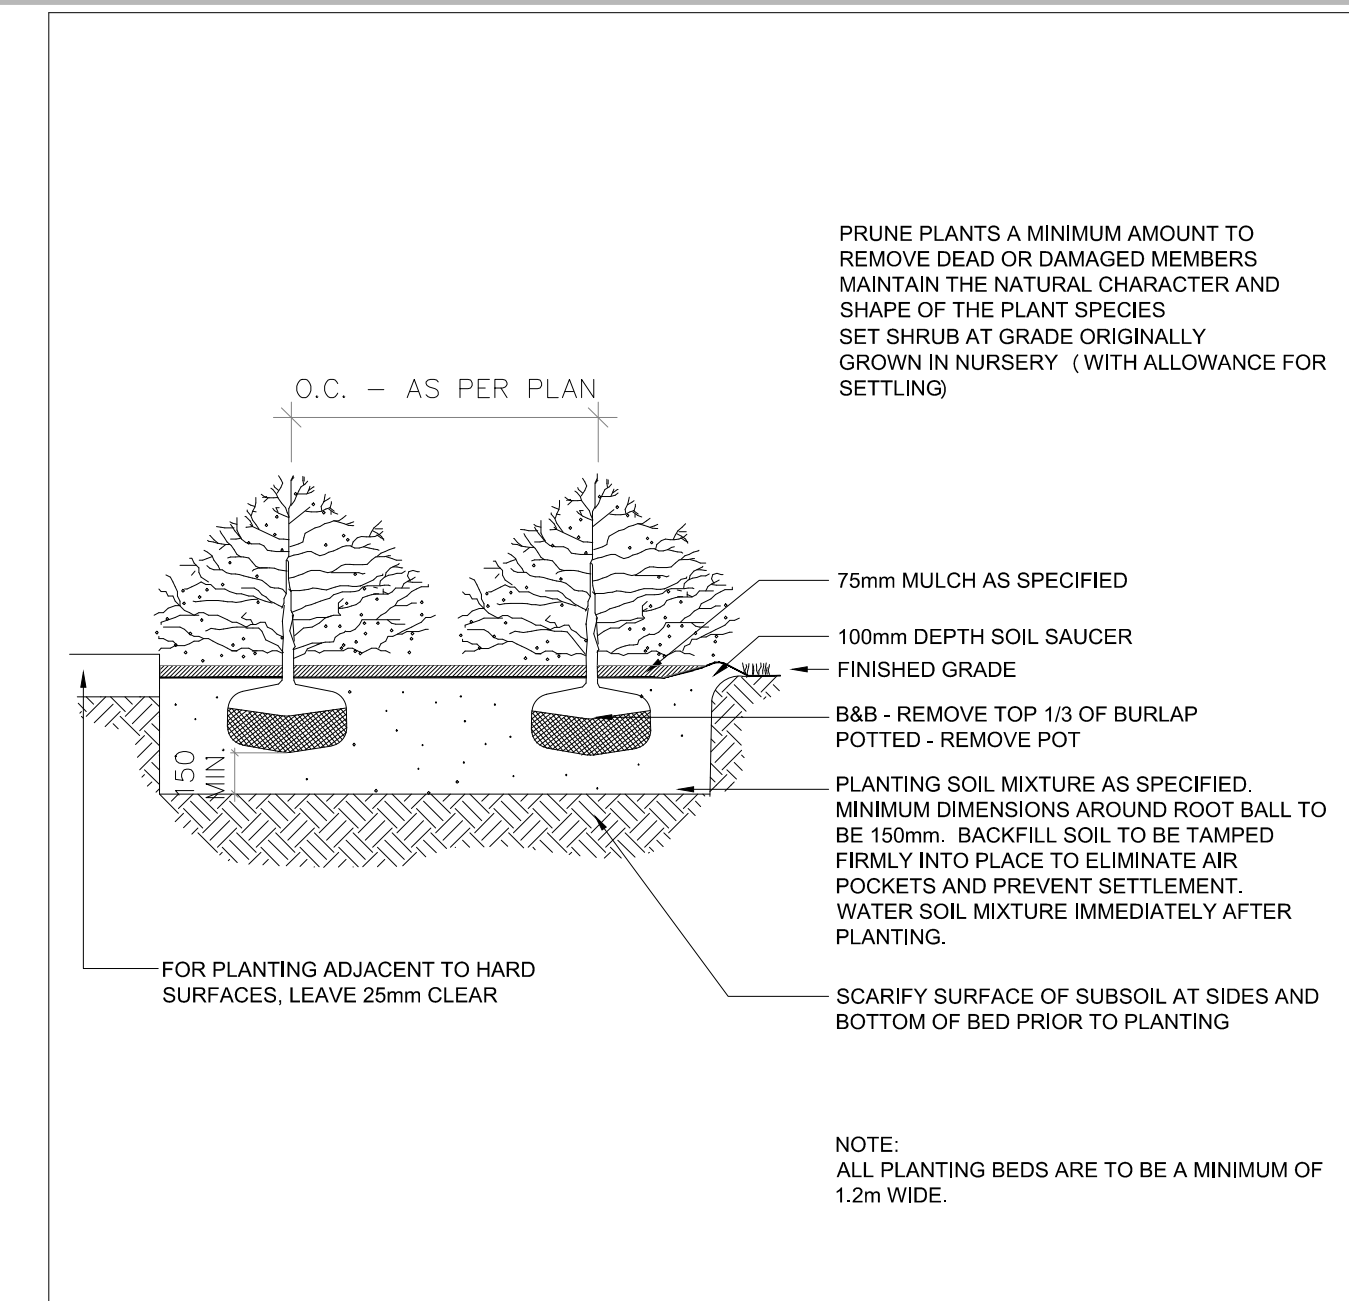 PRUNE PLANTS A MINIMUM AMOUNT TO
REMOVE DEAD OR DAMAGED MEMBERS
MAINTAIN THE NATURAL CHARACTER AND
SHAPE OF THE PLANT SPECIES
SET SHRUB AT GRADE ORIGINALLY
GROWN IN NURSERY (WITH ALLOWANCE FOR
SETTLING)
O.C. – AS PER PLAN
75mm MULCH AS SPECIFIED
100mm DEPTH SOIL SAUCER
FINISHED GRADE
B&B - REMOVE TOP 1/3 OF BURLAP
POTTED - REMOVE POT
150
MIN.
PLANTING SOIL MIXTURE AS SPECIFIED.
MINIMUM DIMENSIONS AROUND ROOT BALL TO
BE 150mm. BACKFILL SOIL TO BE TAMPED
FIRMLY INTO PLACE TO ELIMINATE AIR
POCKETS AND PREVENT SETTLEMENT.
WATER SOIL MIXTURE IMMEDIATELY AFTER
PLANTING.
FOR PLANTING ADJACENT TO HARD
SURFACES, LEAVE 25mm CLEAR
SCARIFY SURFACE OF SUBSOIL AT SIDES AND
BOTTOM OF BED PRIOR TO PLANTING
NOTE:
ALL PLANTING BEDS ARE TO BE A MINIMUM OF
1.2m WIDE.